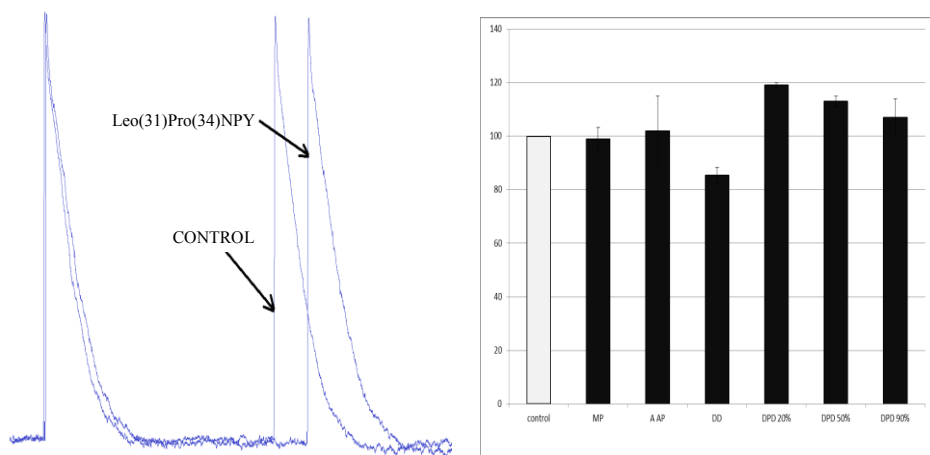 Leo(31)Pro(34)NPY
CONTROL
140
120
100
80
60
40
20
0
control MP A AP DD DPD 20% DPD 50% DPD 90%